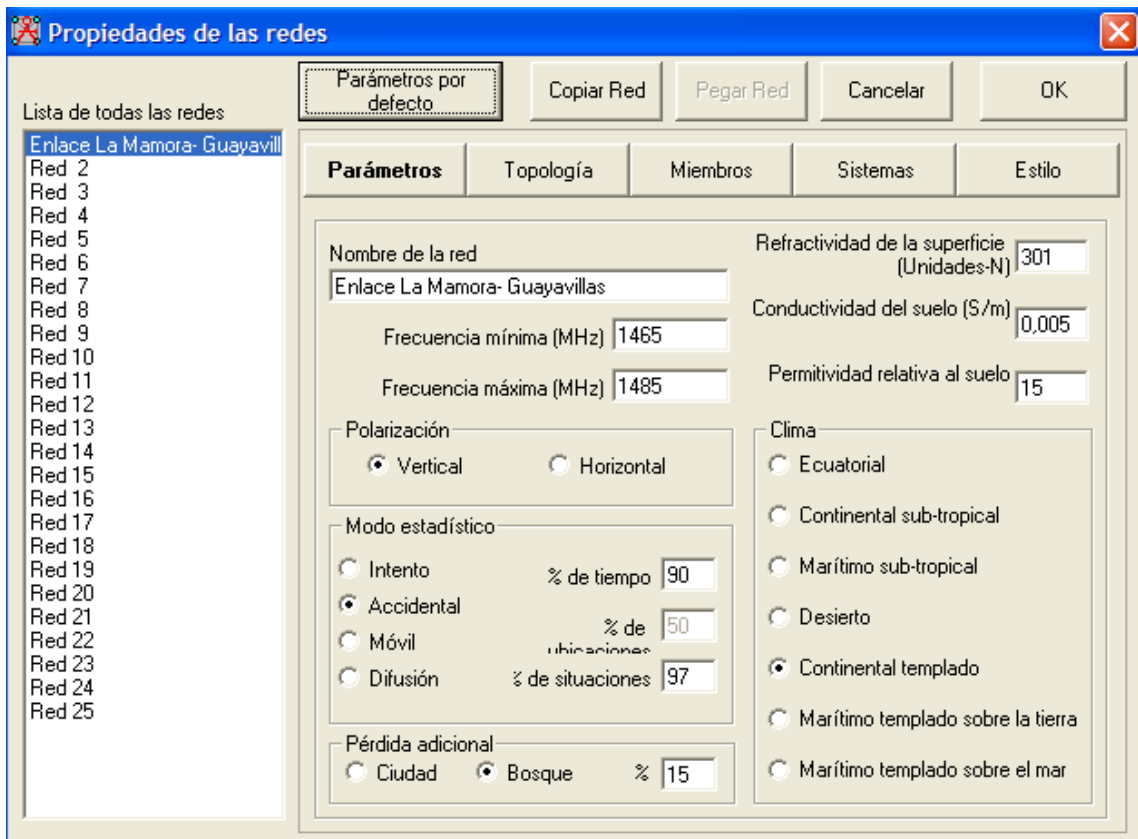 Propiedades de las redes
Lista de todas las redes
Enlace La Mamora- Guayavill
Red 2
Red 3
Red 4
Red 5
Red 6
Red 7
Red 8
Red 9
Red 10
Red 11
Red 12
Red 13
Red 14
Red 15
Red 16
Red 17
Red 18
Red 19
Red 20
Red 21
Red 22
Red 23
Red 24
Red 25
Parámetros por
defecto
Copiar Red
Pegar Red
Cancelar
OK
Parámetros
Topología
Miembros
Sistemas
Estilo
Nombre de la red
Enlace La Mamora- Guayavillas
Frecuencia mínima (MHz) 1465
Frecuencia máxima (MHz) 1485
Refractividad de la superficie
(Unidades-N) 301
Conductividad del suelo (S/m)
0,005
Permitividad relativa al suelo
15
Polarización
Vertical
Horizontal
Modo estadístico
Intento
Accidental
Móvil
Difusión
% de tiempo 90
% de 50
ubicaciones
% de situaciones 97
Pérdida adicional
Ciudad
Bosque
% 15
Clima
Ecuatorial
Continental sub-tropical
Marítimo sub-tropical
Desierto
Continental templado
Marítimo templado sobre la tierra
Marítimo templado sobre el mar